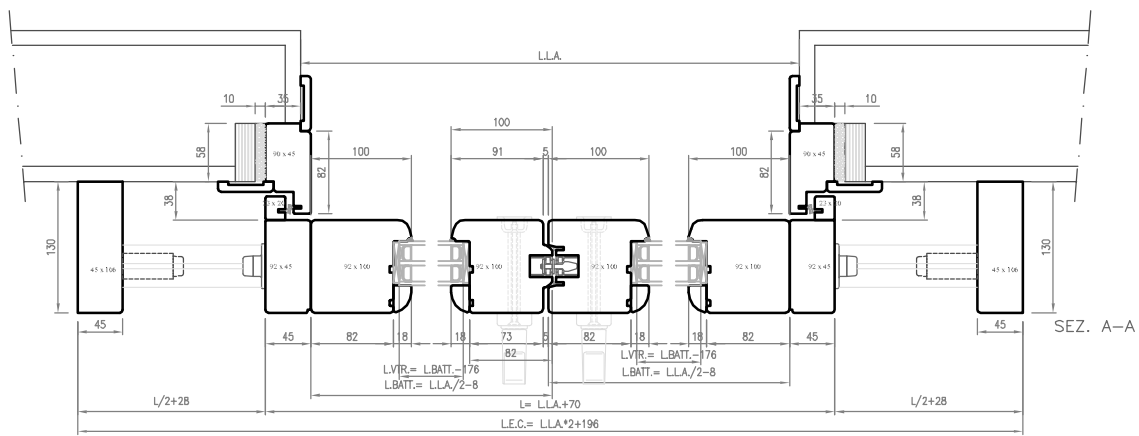 L.L.A.
10 35 35 10
100
58 90 x 45 100 91 5 100 100 90 x 45 58
82 82
38 23 x 20 38
130 45 x 106 92 x 45 92 x 100 92 x 100 92 x 100 92 x 100 92 x 45 45 x 106 130
45 45
SEZ. A-A
45 82 18 18 73 5 82 18 18 82 45
82
L.VTR.= L.BATT.-176 L.VTR.= L.BATT.-176
L.BATT.= L.L.A./2-8 L.BATT.= L.L.A./2-8
L/2+28 L= L.L.A.+70 L/2+28
L.E.C.= L.L.A.*2+196